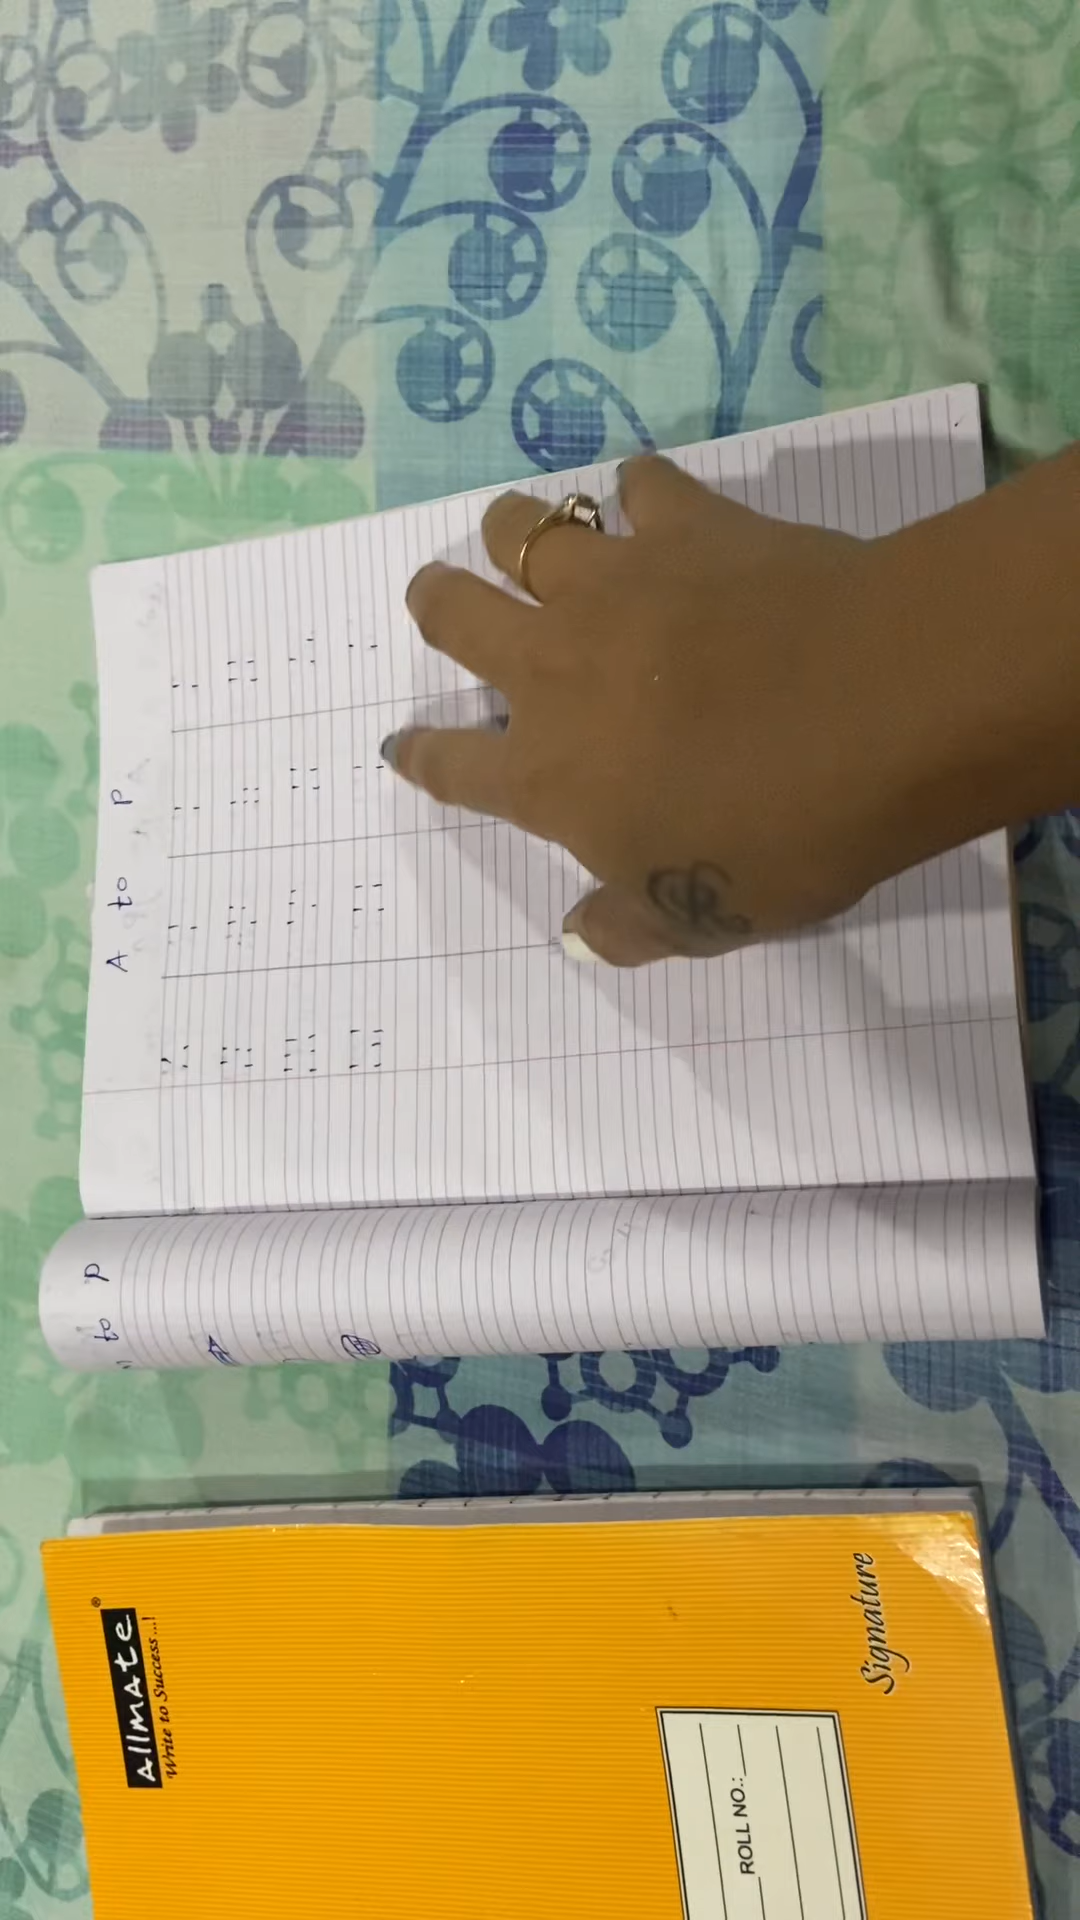 A to P
to P
Allmate®
Write to Success...!
Signature
ROLL NO.: